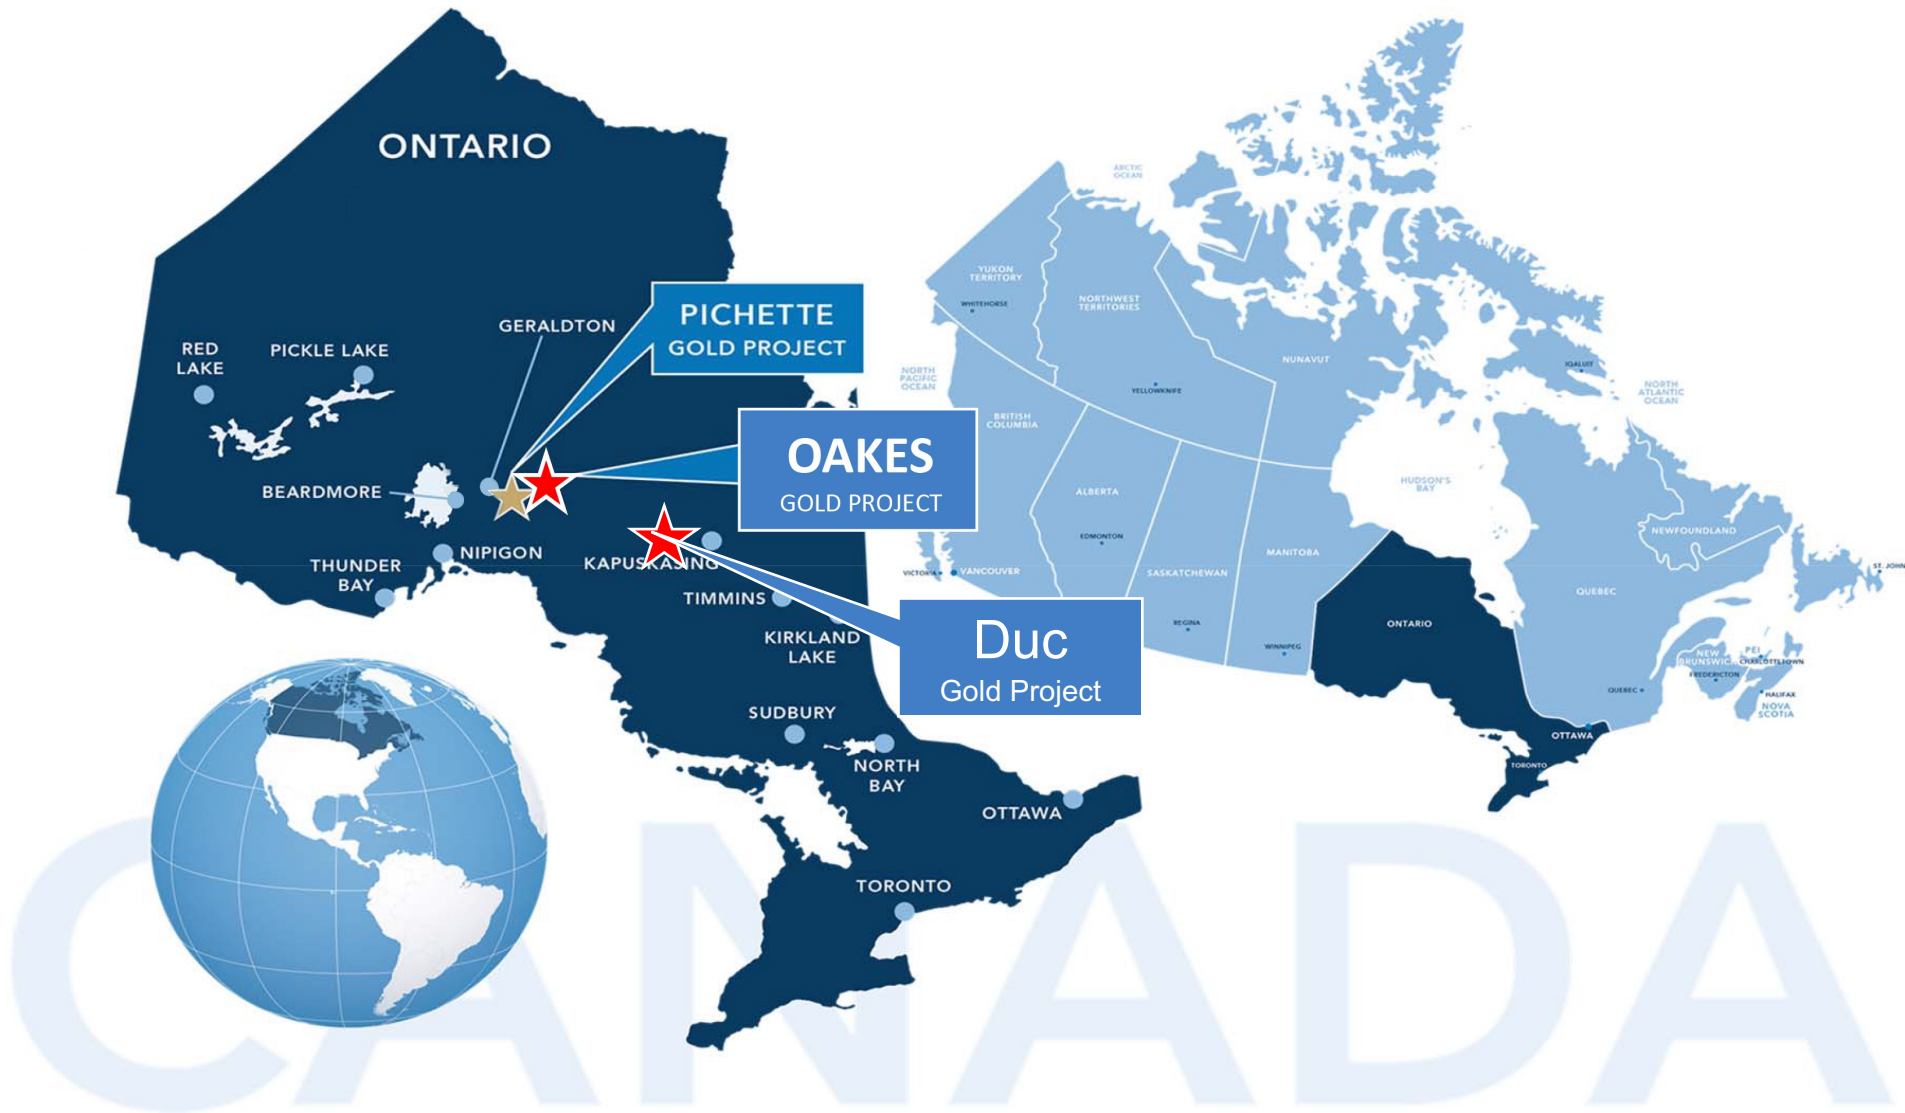 ONTARIO
PICHETTE
GOLD PROJECT
GERALDTON
RED
LAKE
PICKLE LAKE
OAKES
GOLD PROJECT
BEARDMORE
NIPIGON
THUNDER
BAY
KAPUSKASING
TIMMINS
KIRKLAND
LAKE
Duc
Gold Project
SUDBURY
NORTH
BAY
OTTAWA
TORONTO
ARCTIC
OCEAN
YUKON
TERRITORY
WHITEHORSE
NORTHWEST
TERRITORIES
NUNAVUT
IQALUIT
NORTH
PACIFIC
OCEAN
YELLOWKNIFE
NORTH
ATLANTIC
OCEAN
BRITISH
COLUMBIA
ALBERTA
HUDSON'S
BAY
EDMONTON
MANITOBA
NEWFOUNDLAND
VICTORIA
VANCOUVER
SASKATCHEWAN
ST. JOHN
QUEBEC
REGINA
ONTARIO
WINNIPEG
NEW
BRUNSWICK
PEI
CHARLOTTETOWN
FREDERICTON
QUEBEC
HALIFAX
NOVA
SCOTIA
OTTAWA
TORONTO
CANADA